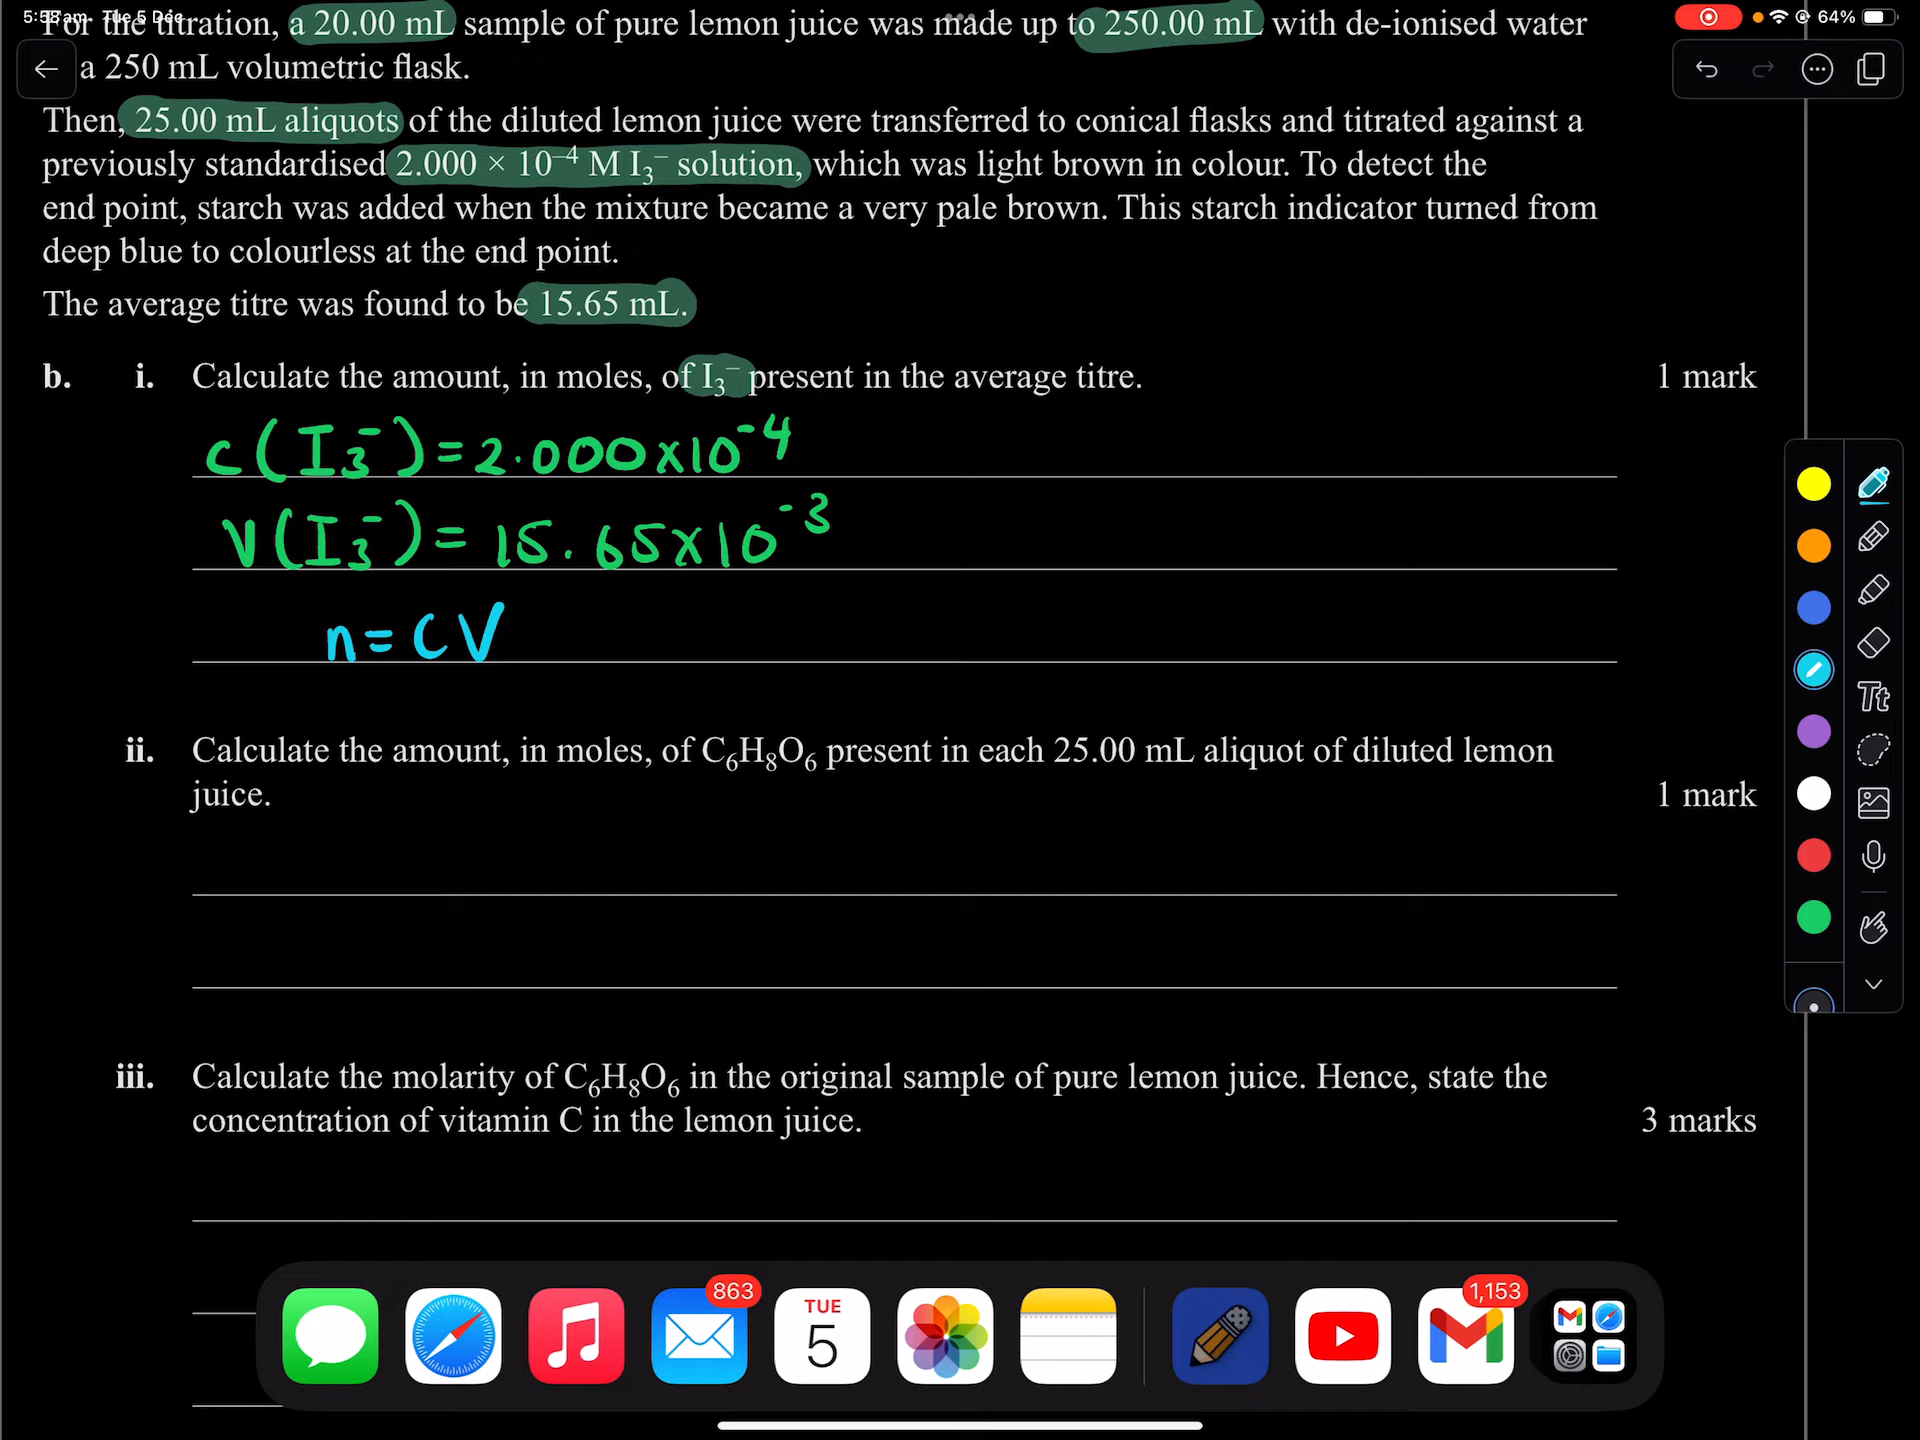 5:58 am Tue 5 Dec
64%
For the titration, a 20.00 mL sample of pure lemon juice was made up to 250.00 mL with de-ionised water
a 250 mL volumetric flask.
Then, 25.00 mL aliquots of the diluted lemon juice were transferred to conical flasks and titrated against a
previously standardised 2.000 × 10⁻⁴ M I₃⁻ solution, which was light brown in colour. To detect the
end point, starch was added when the mixture became a very pale brown. This starch indicator turned from
deep blue to colourless at the end point.
The average titre was found to be 15.65 mL.
b. i. Calculate the amount, in moles, of I₃⁻ present in the average titre. 1 mark
c(I₃⁻)=2.000x10⁻⁴
V(I₃⁻)= 15.65x10⁻³
n=CV
ii. Calculate the amount, in moles, of C₆H₈O₆ present in each 25.00 mL aliquot of diluted lemon
juice. 1 mark
iii. Calculate the molarity of C₆H₈O₆ in the original sample of pure lemon juice. Hence, state the
concentration of vitamin C in the lemon juice. 3 marks
Tt
863
TUE
5
1,153